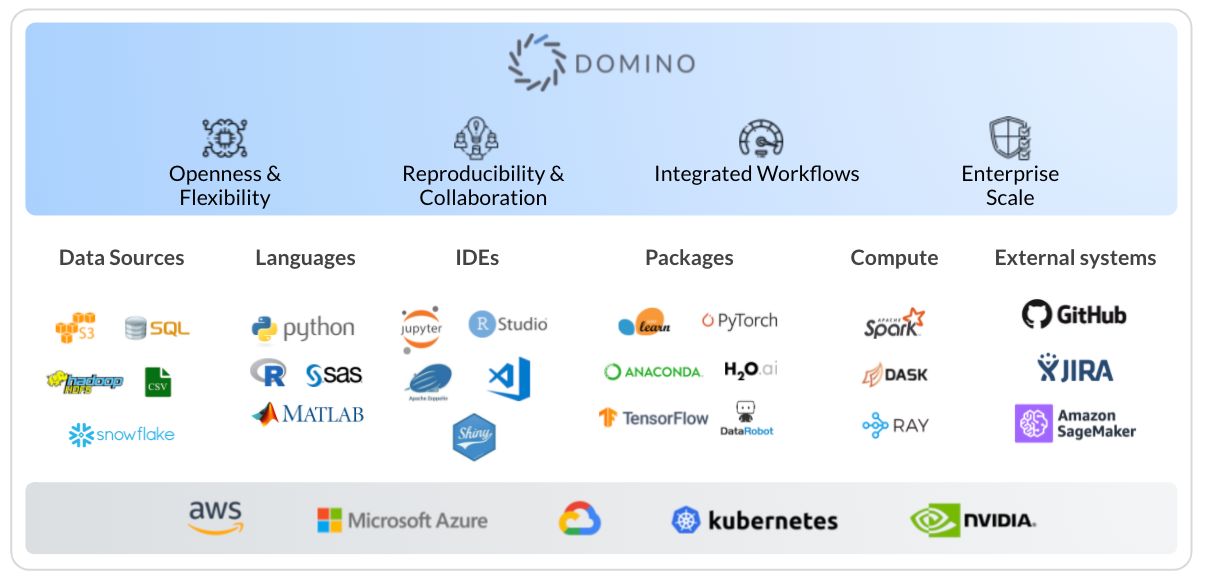 DOMINO
Openness &
Flexibility
Reproducibility &
Collaboration
Integrated Workflows
Enterprise
Scale
Data Sources
Languages
IDEs
Packages
Compute
External systems
S3
SQL
hadoop
HDFS
CSV
snowflake
python
R
sas
MATLAB
jupyter
R Studio
Apache Zeppelin
Shiny
learn
PyTorch
ANACONDA.
H2O.ai
TensorFlow
DataRobot
APACHE
Spark
DASK
RAY
GitHub
JIRA
Amazon
SageMaker
aws
Microsoft Azure
kubernetes
NVIDIA.